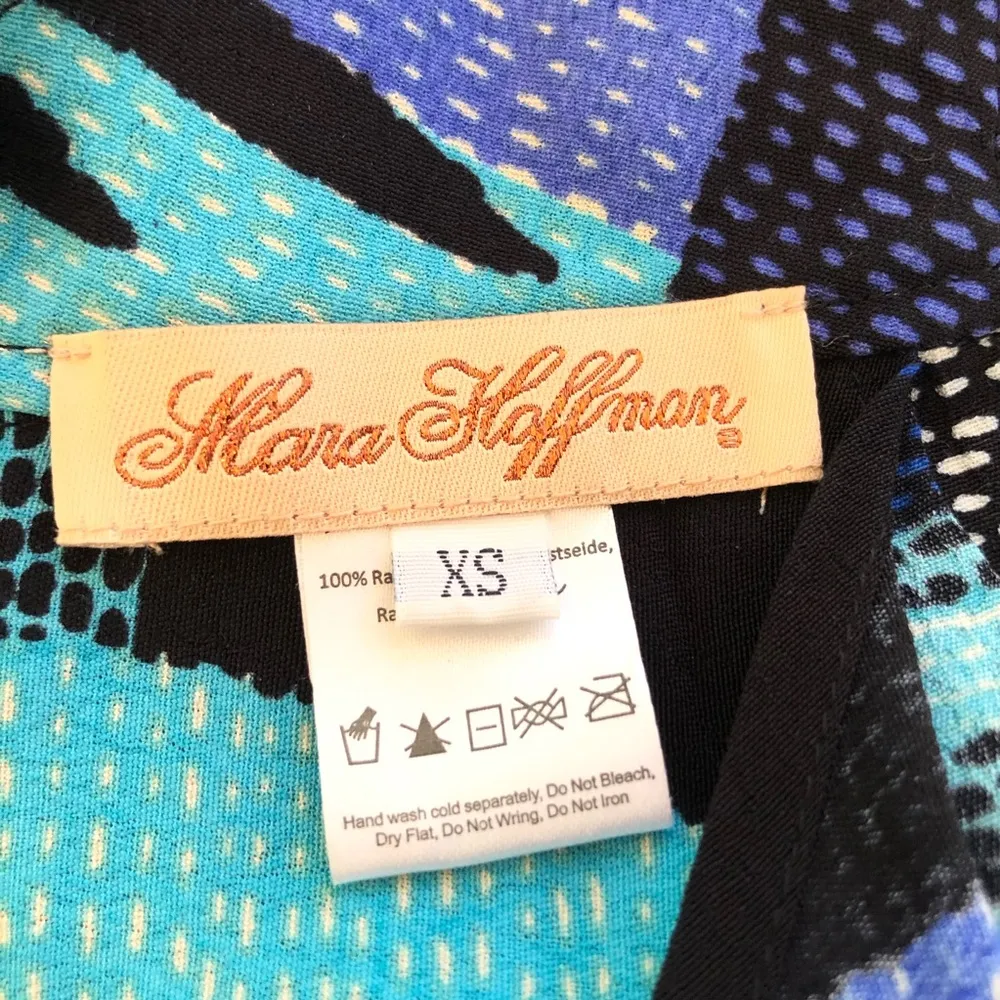 Mara Hoffman
®
XS
100% Ra stseide,
Ra
Hand wash cold separately, Do Not Bleach,
Dry Flat, Do Not Wring, Do Not Iron